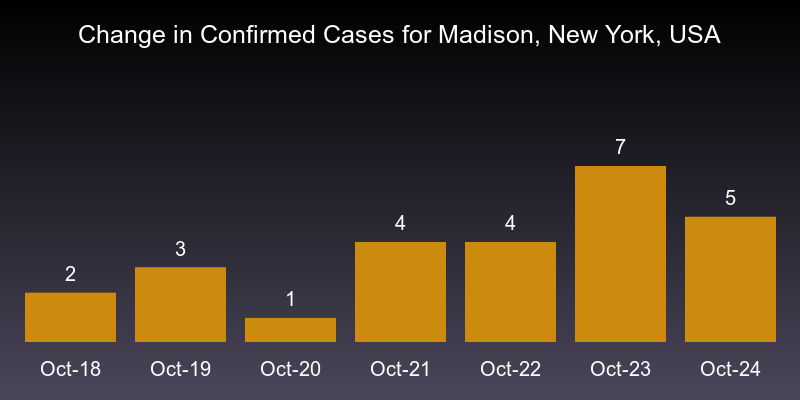 Change in Confirmed Cases for Madison, New York, USA
2
3
1
4
4
7
5
Oct-18
Oct-19
Oct-20
Oct-21
Oct-22
Oct-23
Oct-24